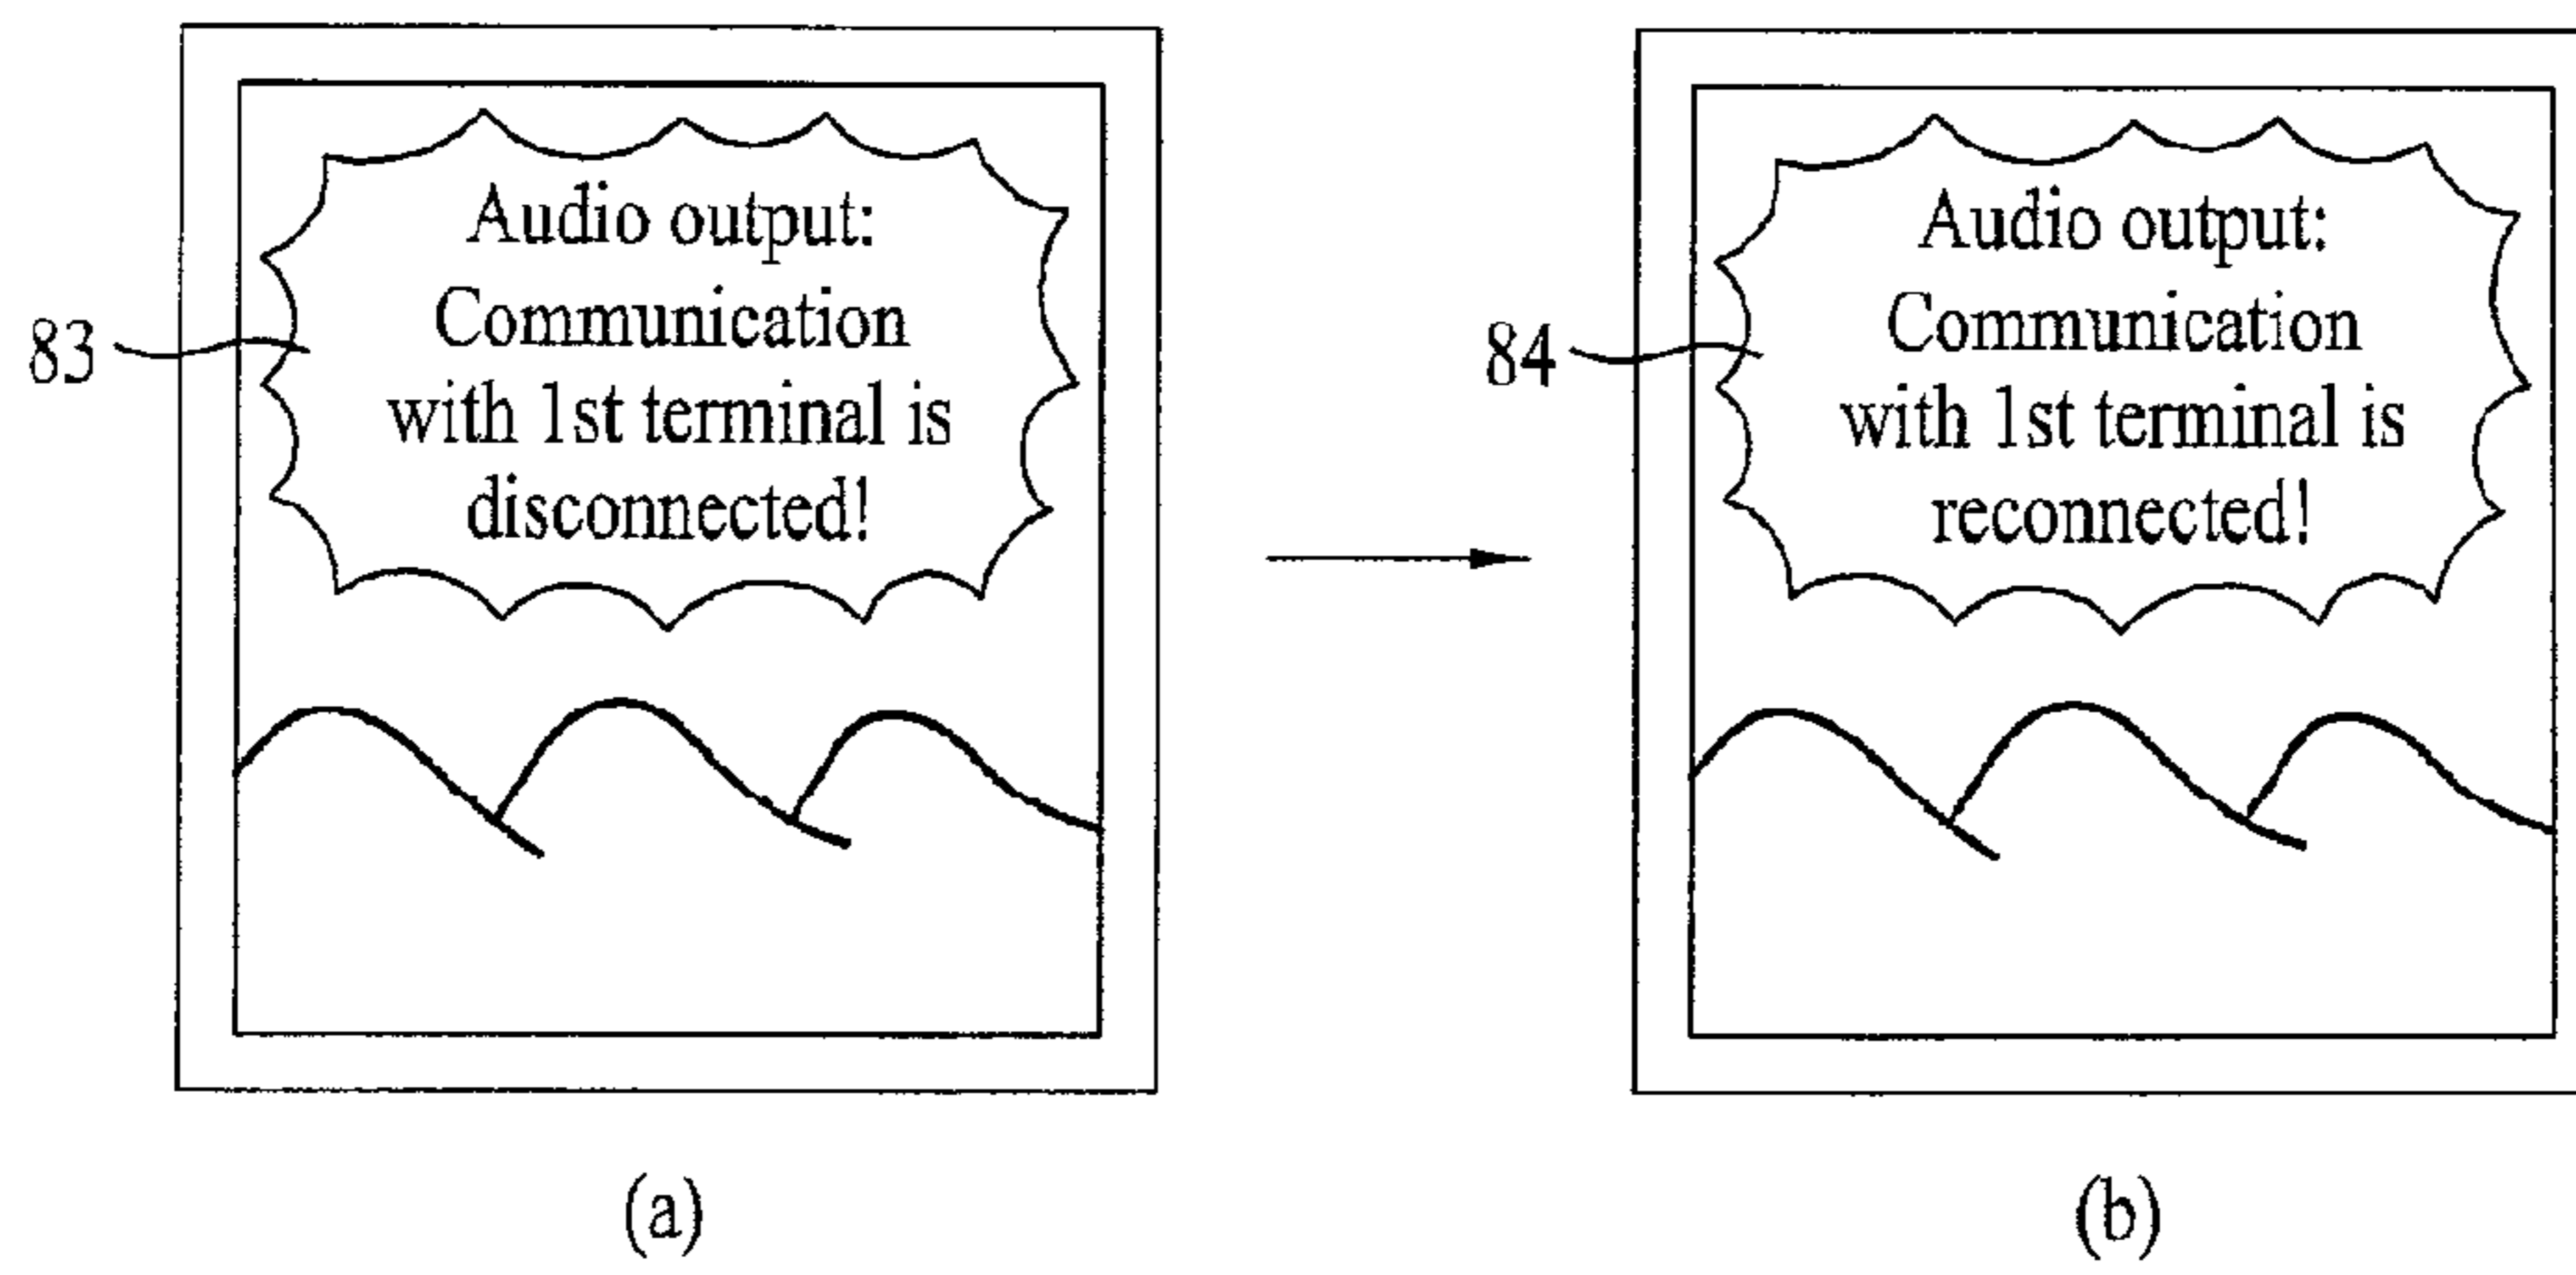 83
Audio output:
Communication
with 1st terminal is
disconnected!
(a)
84
Audio output:
Communication
with 1st terminal is
reconnected!
(b)